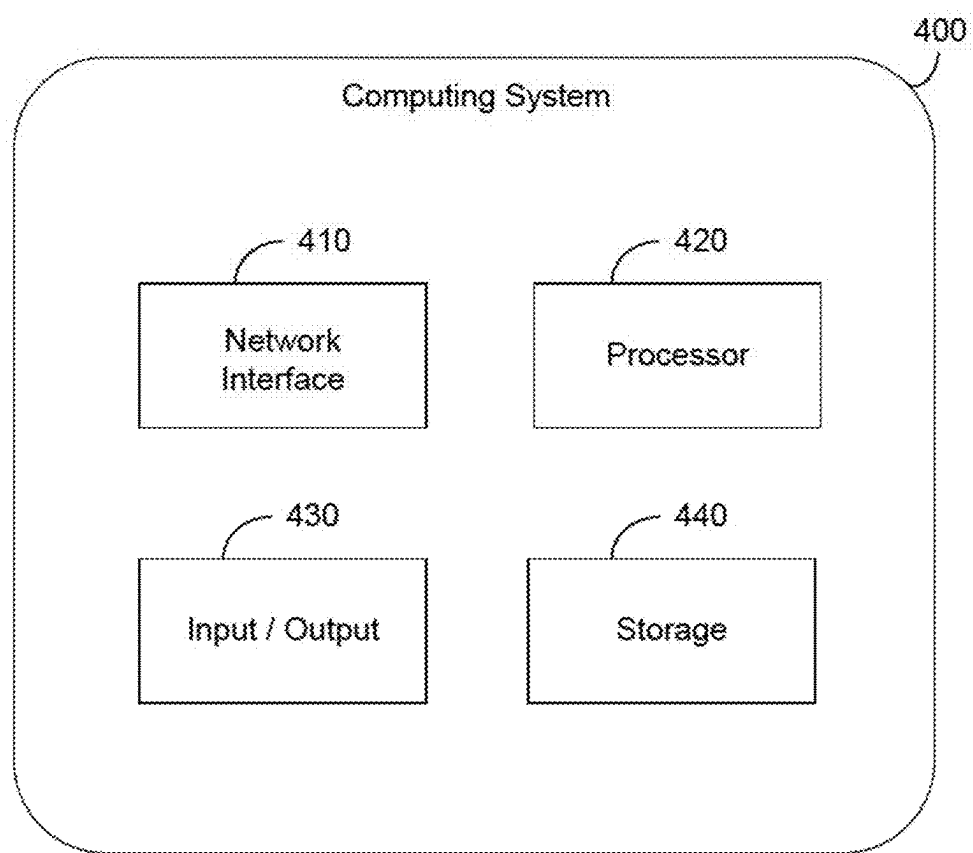 400
Computing System
410
420
Network
Interface
Processor
430
440
Input / Output
Storage